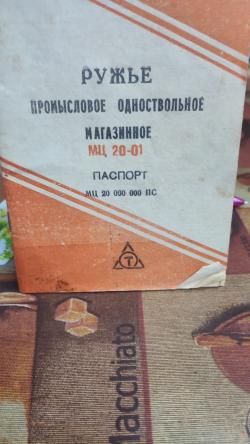 РУЖЬЕ
ПРОМЫСЛОВОЕ ОДНОСТВОЛЬНОЕ
МАГАЗИННОЕ
МЦ 20-01
ПАСПОРТ
МЦ 20 000 000 ПС
Т
Macchiato